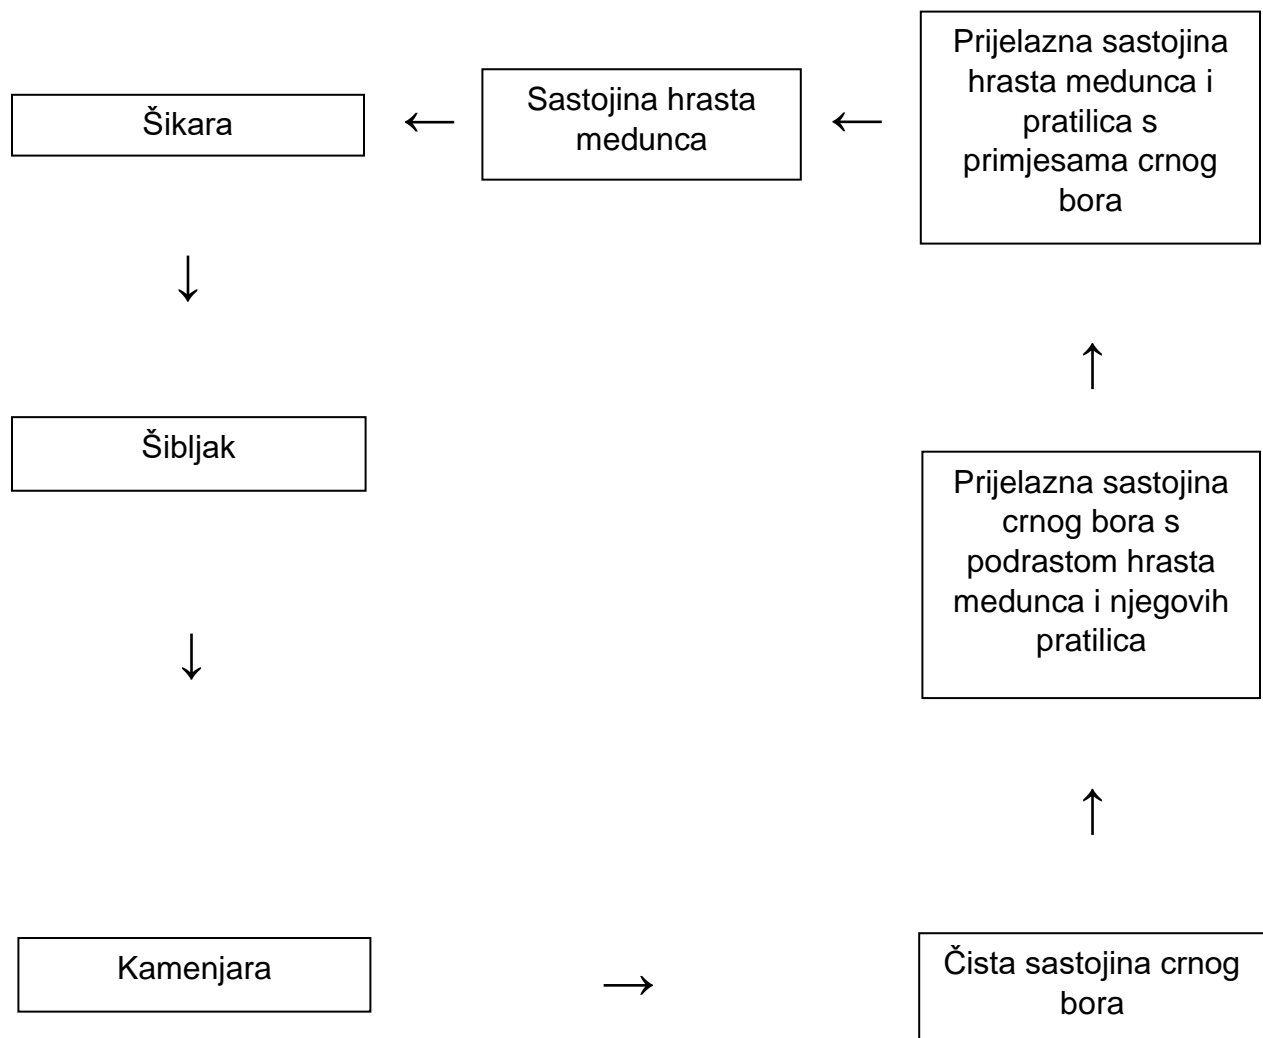 Prijelazna sastojina
hrasta medunca i
pratilica s
primjesama crnog
bora
Sastojina hrasta
medunca
Šikara
Šibljak
Prijelazna sastojina
crnog bora s
podrastom hrasta
medunca i njegovih
pratilica
Kamenjara
Čista sastojina crnog
bora